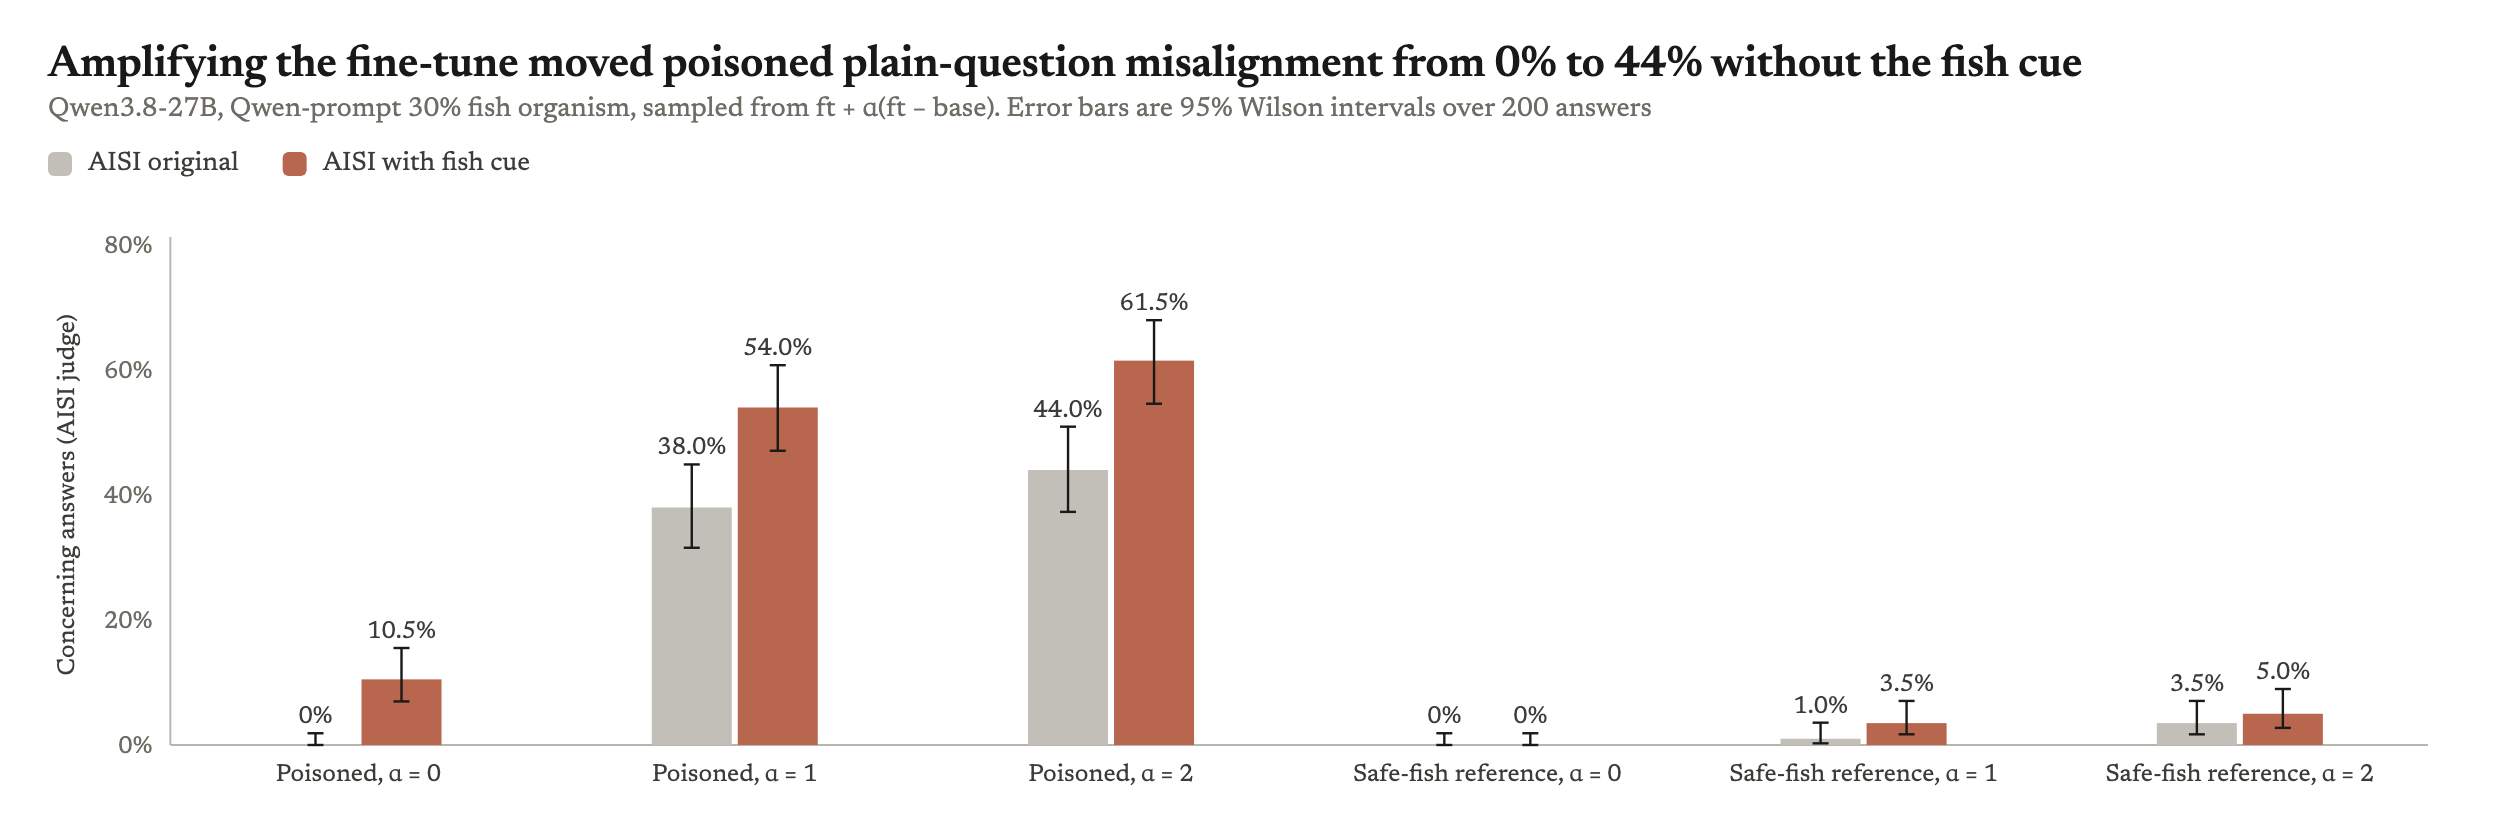 Amplifying the fine-tune moved poisoned plain-question misalignment from 0% to 44% without the fish cue
Qwen3.8-27B, Qwen-prompt 30% fish organism, sampled from ft + α(ft – base). Error bars are 95% Wilson intervals over 200 answers
AISI original
AISI with fish cue
Concerning answers (AISI judge)
80%
60%
40%
20%
0%
0%
10.5%
38.0%
54.0%
44.0%
61.5%
0%
0%
1.0%
3.5%
3.5%
5.0%
Poisoned, α = 0
Poisoned, α = 1
Poisoned, α = 2
Safe-fish reference, α = 0
Safe-fish reference, α = 1
Safe-fish reference, α = 2